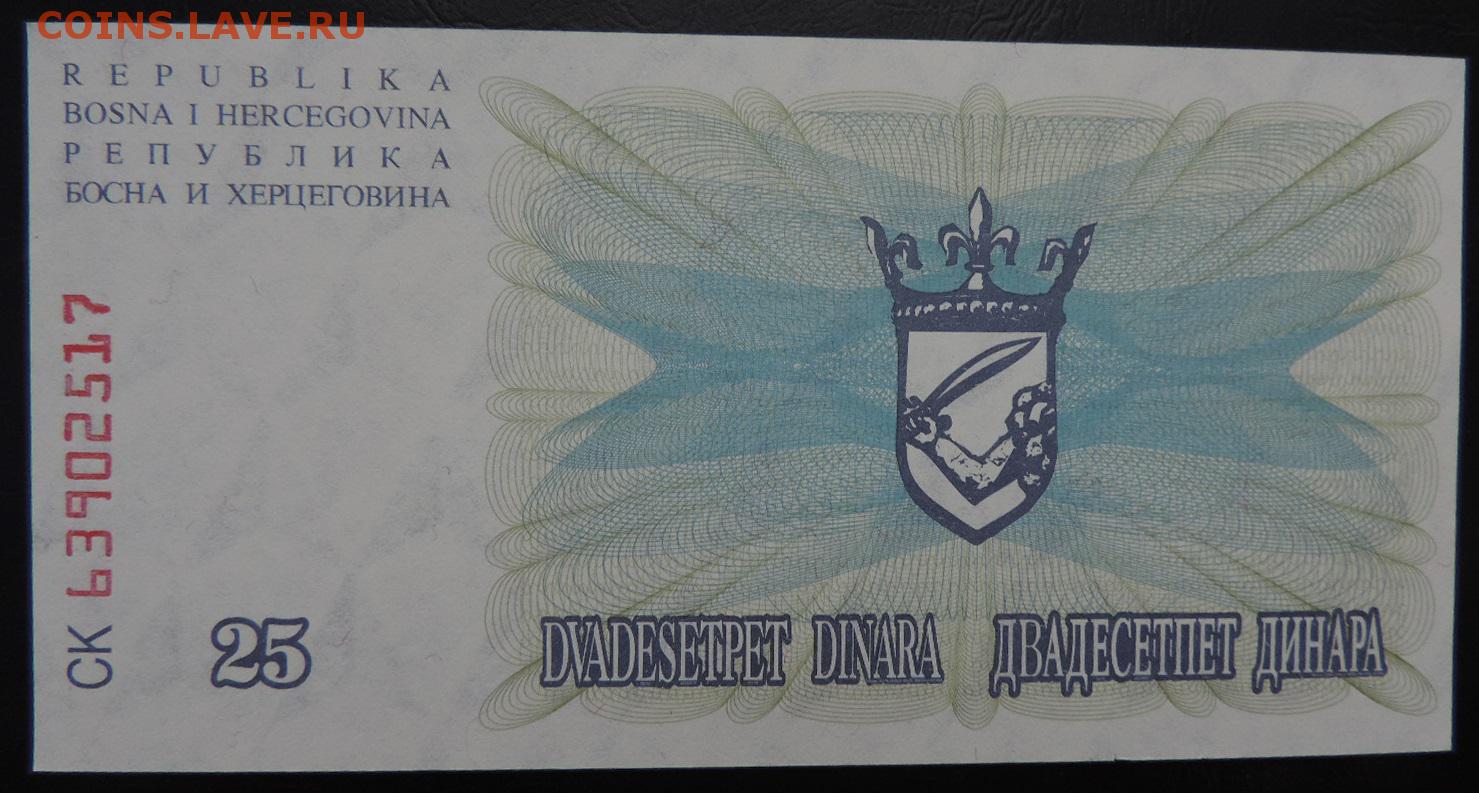 COINS.LAVE.RU
REPUBLIKA
BOSNA I HERCEGOVINA
РЕПУБЛИКА
БОСНА И ХЕРЦЕГОВИНА
CK 63902517
25
DVADESETPET DINARA ДВАДЕСЕТПЕТ ДИНАРА